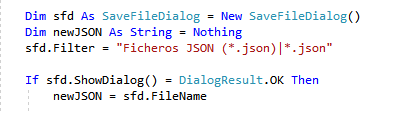 Dim sfd As SaveFileDialog = New SaveFileDialog()
Dim newJSON As String = Nothing
sfd.Filter = "Ficheros JSON (*.json)|*.json"
If sfd.ShowDialog() = DialogResult.OK Then
newJSON = sfd.FileName